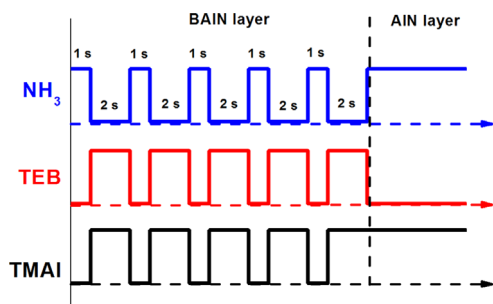 BAlN layer AlN layer
1 s 1 s 1 s 1 s 1 s
NH₃
2 s 2 s 2 s 2 s 2 s
TEB
TMAl